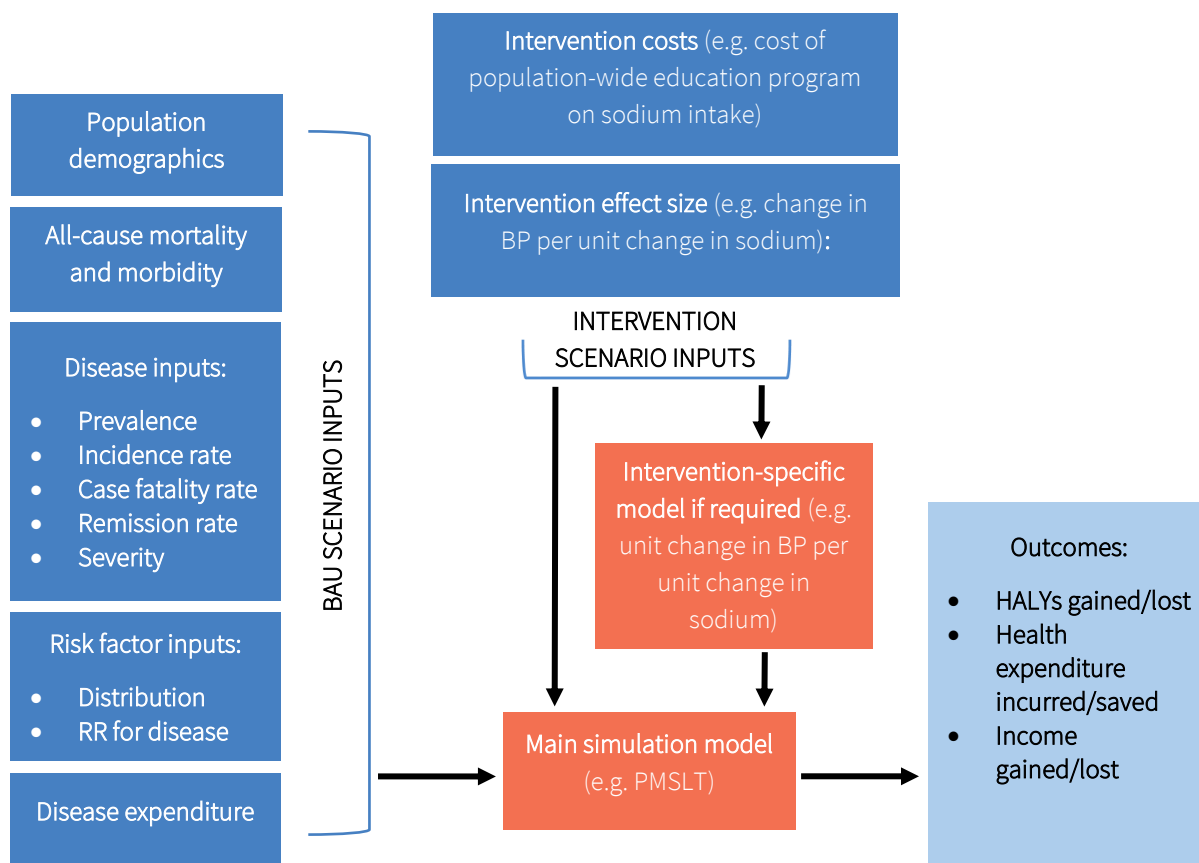 Population
demographics
All-cause mortality
and morbidity
Disease inputs:
• Prevalence
• Incidence rate
• Case fatality rate
• Remission rate
• Severity
Risk factor inputs:
• Distribution
• RR for disease
Disease expenditure
BAU SCENARIO INPUTS
Intervention costs (e.g. cost of
population-wide education program
on sodium intake)
Intervention effect size (e.g. change in
BP per unit change in sodium):
INTERVENTION
SCENARIO INPUTS
Intervention-specific
model if required (e.g.
unit change in BP per
unit change in
sodium)
Main simulation model
(e.g. PMSLT)
Outcomes:
• HALYs gained/lost
• Health
expenditure
incurred/saved
• Income
gained/lost